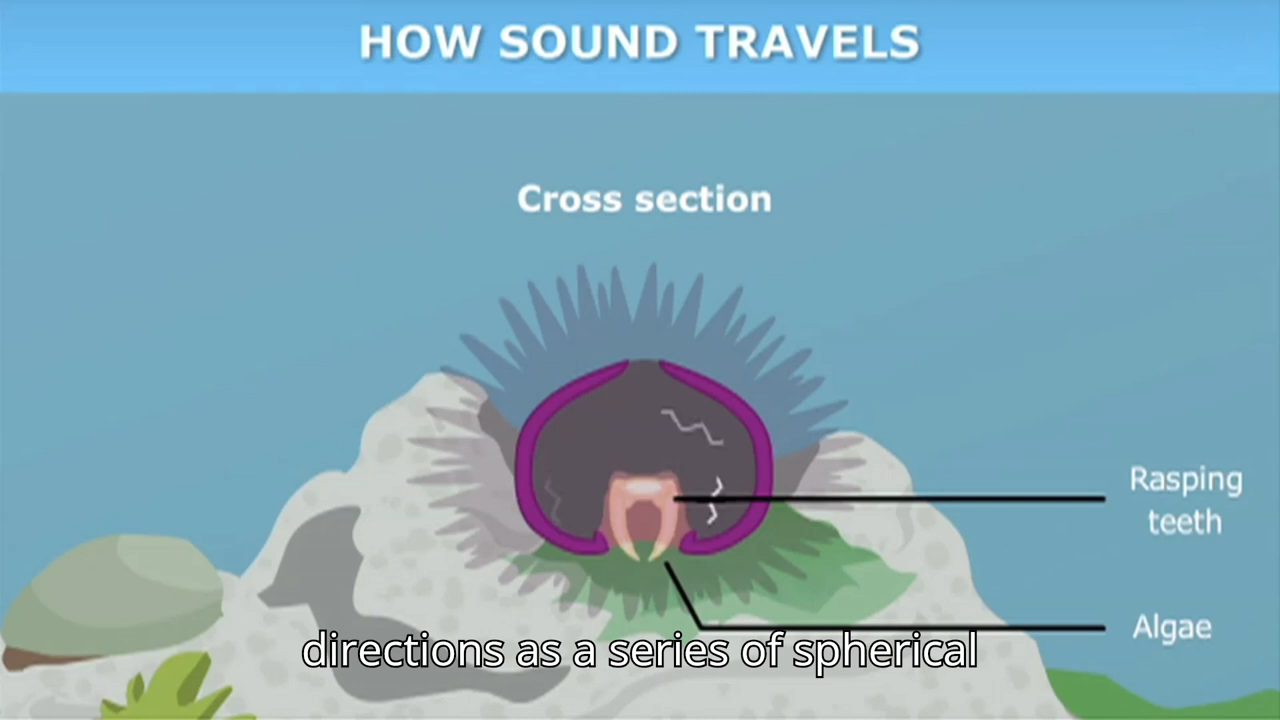 HOW SOUND TRAVELS
Cross section
Rasping
teeth
Algae
directions as a series of spherical